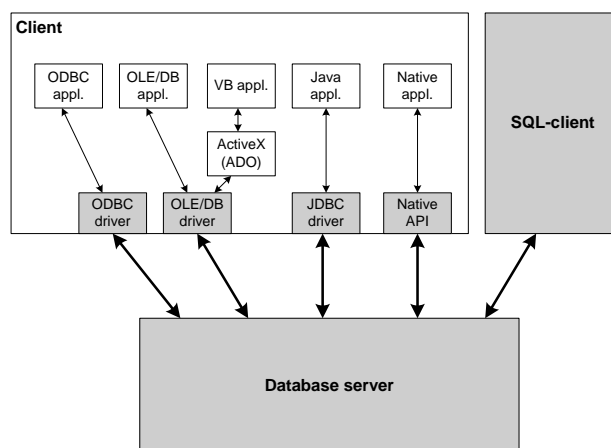 Client
ODBC
appl.
OLE/DB
appl.
VB appl.
Java
appl.
Native
appl.
SQL-client
ActiveX
(ADO)
ODBC
driver
OLE/DB
driver
JDBC
driver
Native
API
Database server